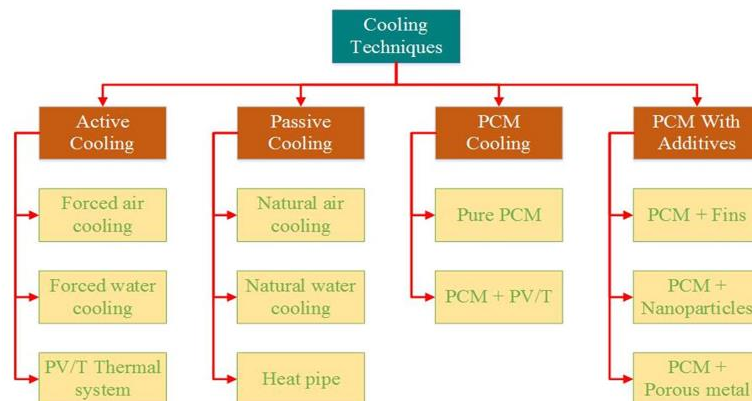 Cooling
Techniques
Active
Cooling
Passive
Cooling
PCM
Cooling
PCM With
Additives
Forced air
cooling
Natural air
cooling
Pure PCM
PCM + Fins
Forced water
cooling
Natural water
cooling
PCM + PV/T
PCM +
Nanoparticles
PV/T Thermal
system
Heat pipe
PCM +
Porous metal